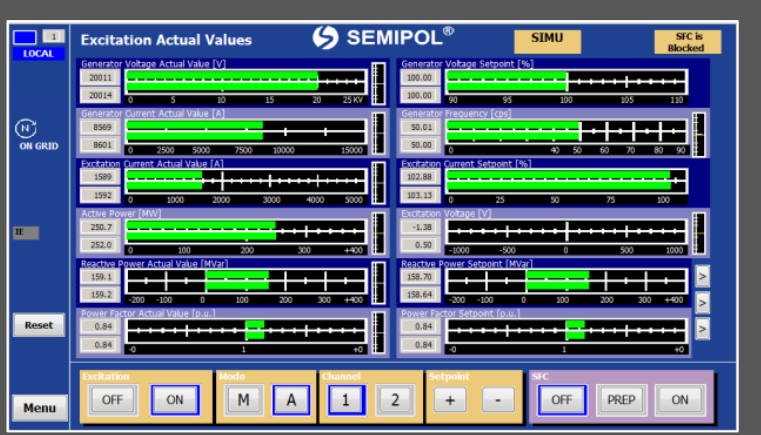 1
LOCAL
Excitation Actual Values
SEMIPOL®
SIMU
SFC is
Blocked
Generator Voltage Actual Value [V]
20011
20014
0 5 10 15 20 25 KV
Generator Voltage Setpoint [%]
100.00
100.00
90 95 100 105 110
N
ON GRID
Generator Current Actual Value [A]
8569
8601
0 2500 5000 7500 10000 15000
Generator Frequency [cps]
50.01
50.00
0 40 50 60 70 80 90
Excitation Current Actual Value [A]
1589
1592
0 1000 2000 3000 4000 5000
Excitation Current Setpoint [%]
102.88
103.13
0 25 50 75 100
IE
Active Power [MW]
250.7
252.0
0 100 200 300 +400
Excitation Voltage [V]
-1.38
0.50
-1000 -500 0 500 1000
Reactive Power Actual Value [MVar]
159.1
159.2
-200 -100 0 100 200 300 +400
Reactive Power Setpoint [MVar]
158.70
158.64
-200 -100 0 100 200 300 +400
>
>
>
Reset
Power Factor Actual Value [p.u.]
0.84
0.84
-0 1 +0
Power Factor Setpoint [p.u.]
0.84
0.84
-0 1 +0
Menu
Excitation
OFF ON
Mode
M A
Channel
1 2
Setpoint
+ -
SFC
OFF PREP ON